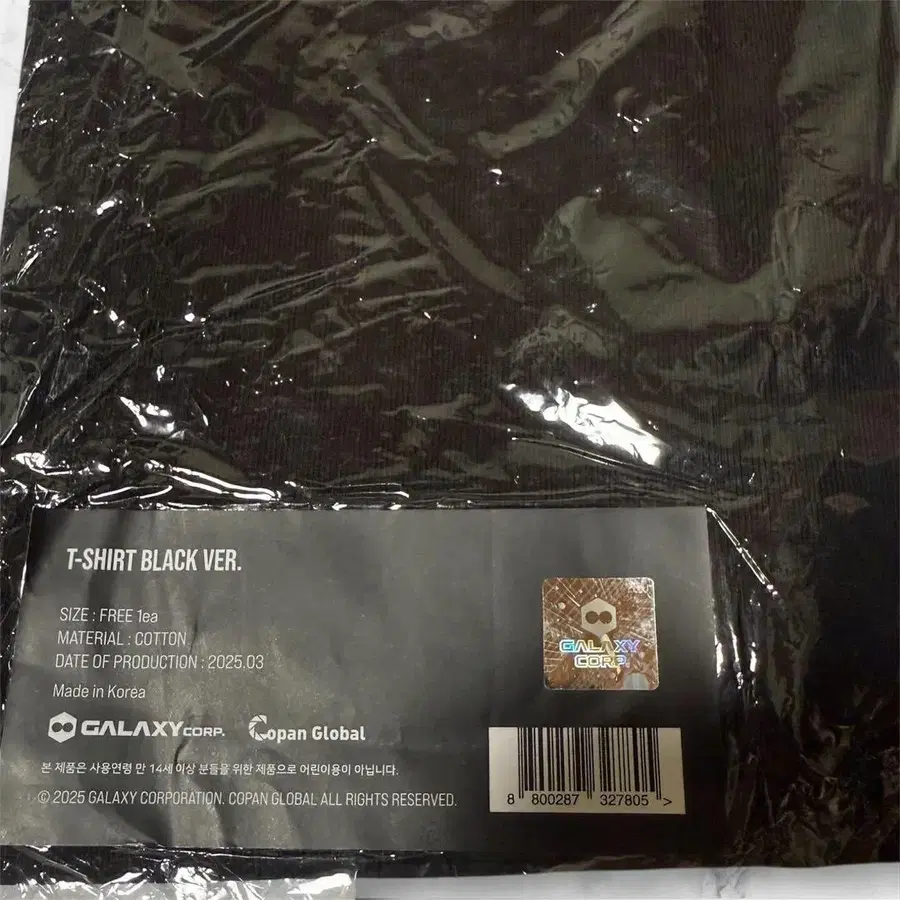 T-SHIRT BLACK VER.
SIZE : FREE 1ea
MATERIAL : COTTON
DATE OF PRODUCTION : 2025.03
Made in Korea
GALAXY CORP.
Copan Global
본 제품은 사용연령 만 14세 이상 분들을 위한 제품으로 어린이용이 아닙니다.
© 2025 GALAXY CORPORATION. COPAN GLOBAL ALL RIGHTS RESERVED.
GALAXY
CORP.
8 800287 327805 >